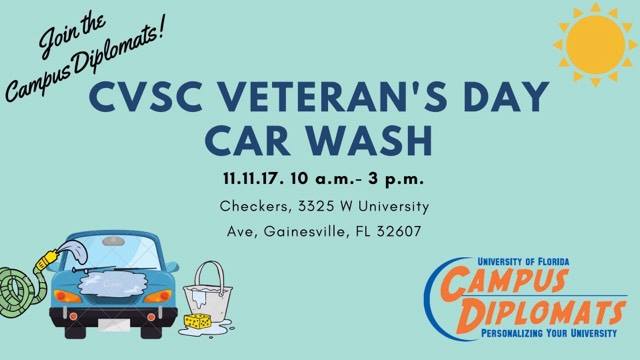 Join the
Campus Diplomats!
CVSC VETERAN'S DAY
CAR WASH
11.11.17. 10 a.m.- 3 p.m.
Checkers, 3325 W University
Ave, Gainesville, FL 32607
UNIVERSITY OF FLORIDA
CAMPUS
DIPLOMATS
PERSONALIZING YOUR UNIVERSITY